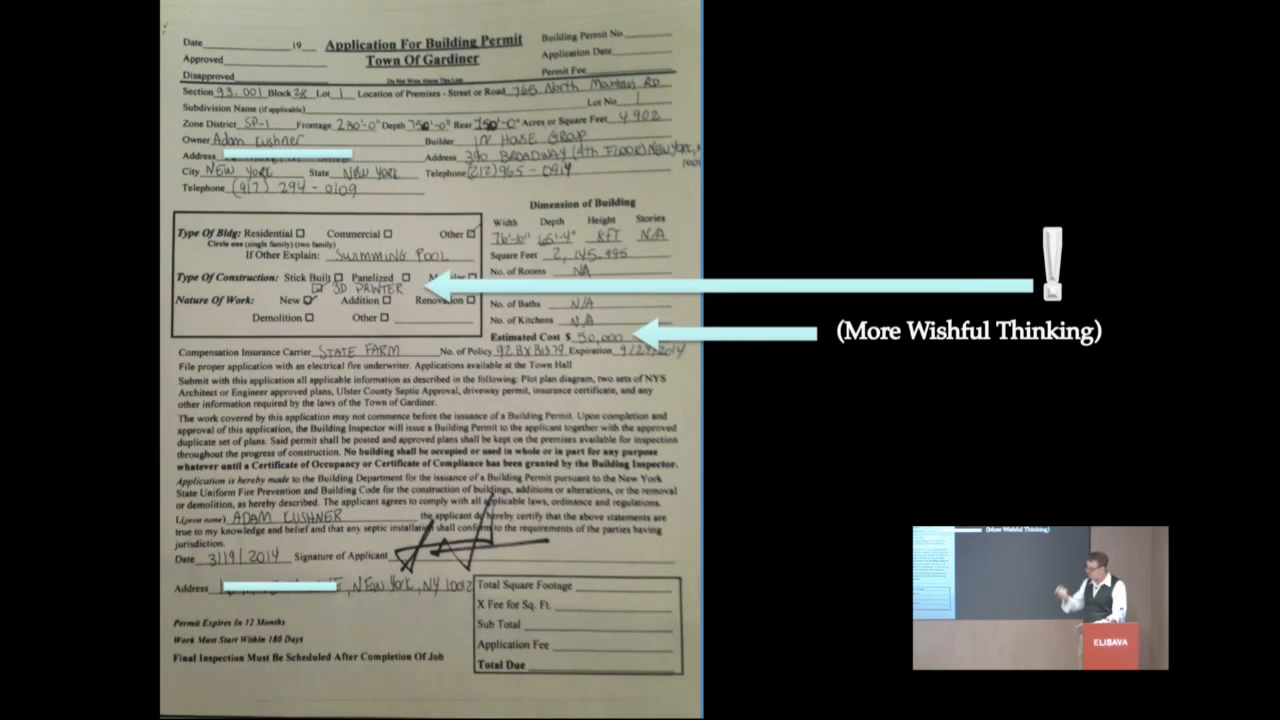 Date 19 Application For Building Permit Building Permit No.
Approved Town Of Gardiner Application Date
Disapproved Do Not Write Above This Line Permit Fee
Section 93.001 Block 28 Lot 1 Location of Premises - Street or Road 765 North Mountain RD
Subdivision Name (if applicable) Lot No 1
Zone District SP-1 Frontage 230'-0" Depth 750'-0" Rear 750'-0" Acres or Square Feet 4.902
Owner Adam Kushner Builder IN HOUSE GROUP
Address Address 390 BROADWAY (4th FLOOR) NEW YORK, N
City NEW YORK State NEW YORK Telephone (212) 965 - 0914
Telephone (917) 294 - 0109
Dimension of Building
Type Of Bldg: Residential Commercial Other Width Depth Height Stories
Circle one (single family) (two family) 76'-10" 65'-4" 8FT N/A
If Other Explain: SWIMMING POOL Square Feet 2,145.995
Type Of Construction: Stick Built Panelized No. of Rooms NA
3D PRINTER
Nature Of Work: New Addition Renovation No. of Baths N/A
Demolition Other No. of Kitchens N/A
Estimated Cost $ 50,000 (More Wishful Thinking)
Compensation Insurance Carrier STATE FARM No. of Policy Expiration
File proper application with an electrical fire underwriter. Applications available at the Town Hall
Submit with this application all applicable information as described in the following: Plot plan diagram, two sets of NYS
Architect or Engineer approved plans, Ulster County Septic Approval, driveway permit, insurance certificate, and any
other information required by the laws of the Town of Gardiner.
The work covered by this application may not commence before the issuance of a Building Permit. Upon completion and
approval of this application, the Building Inspector will issue a Building Permit to the applicant together with the approved
duplicate set of plans. Said permit shall be posted and approved plans shall be kept on the premises available for inspection
throughout the progress of construction. No building shall be occupied or used in whole or in part for any purpose
whatever until a Certificate of Occupancy or Certificate of Compliance has been granted by the Building Inspector.
Application is hereby made to the Building Department for the issuance of a Building Permit pursuant to the New York
State Uniform Fire Prevention and Building Code for the construction of buildings, additions or alterations, or the removal
or demolition, as hereby described. The applicant agrees to comply with all applicable laws, ordinance and regulations.
I,(print name) ADAM KUSHNER the applicant do hereby certify that the above statements are
true to my knowledge and belief and that any septic installation shall conform to the requirements of the parties having
jurisdiction.
Date 3/19/2014 Signature of Applicant
Address , NEW YORK, NY 10012
Total Square Footage
X Fee for Sq. Ft.
Permit Expires In 12 Months Sub Total
Work Must Start Within 180 Days Application Fee
Final Inspection Must Be Scheduled After Completion Of Job Total Due
!
(More Wishful Thinking)
ELISAVA